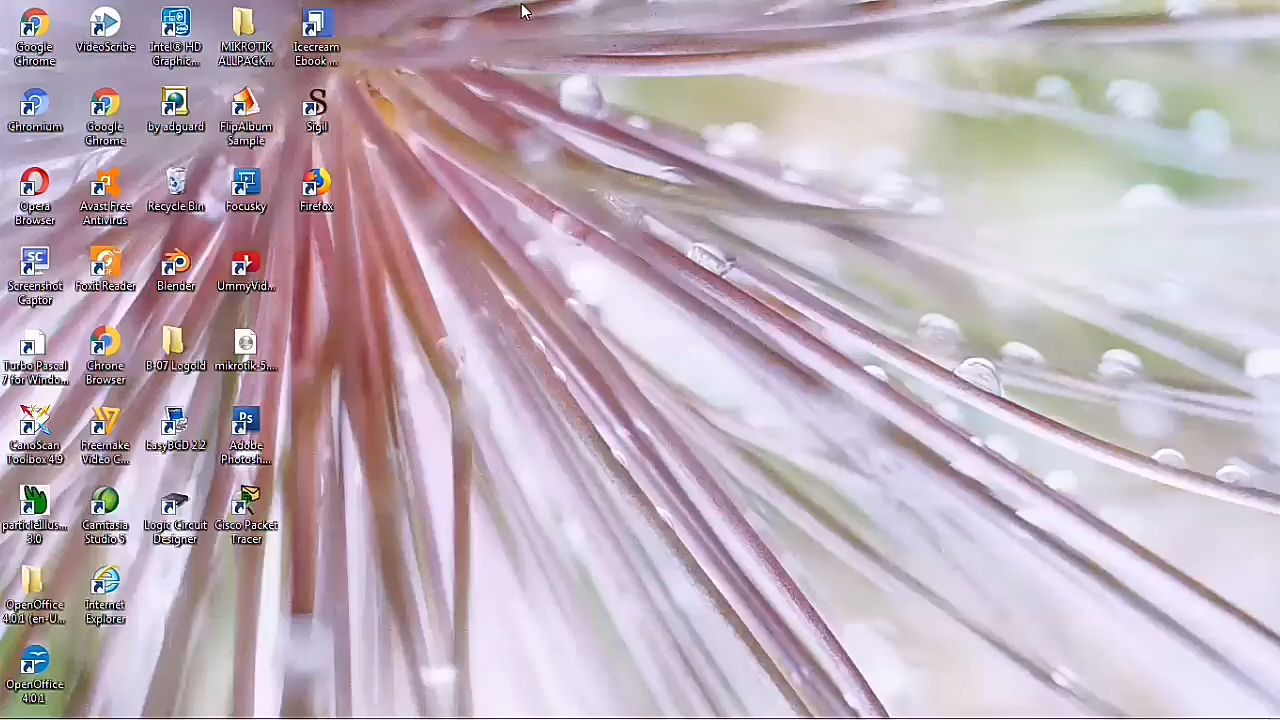 Google
Chrome
VideoScribe
Intel® HD
Graphic...
MIKROTIK
ALLPACK...
Icecream
Ebook ...
Chromium
Google
Chrome
by adguard
FlipAlbum
Sample
Sigil
Opera
Browser
Avast Free
Antivirus
Recycle Bin
Focusky
Firefox
Screenshot
Captor
Foxit Reader
Blender
UmmyVid...
Turbo Pascal
7 for Windo...
Chrone
Browser
B-07 Logold
mikrotik-5....
CanoScan
Toolbox 4.9
Freemake
Video C...
EasyBCD 2.2
Adobe
Photosh...
particleIllus...
3.0
Camtasia
Studio 5
Logic Circuit
Designer
Cisco Packet
Tracer
OpenOffice
4.0.1 (en-U...
Internet
Explorer
OpenOffice
4.0.1